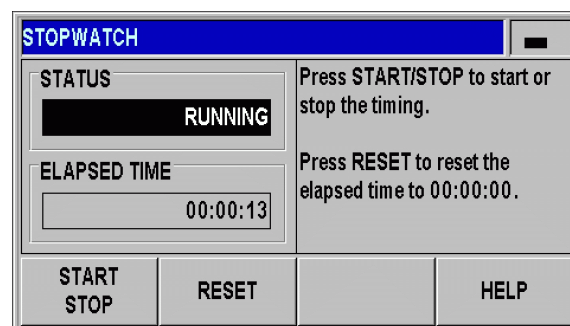 STOPWATCH
STATUS
RUNNING
ELAPSED TIME
00:00:13
Press START/STOP to start or
stop the timing.
Press RESET to reset the
elapsed time to 00:00:00.
START
STOP
RESET
HELP